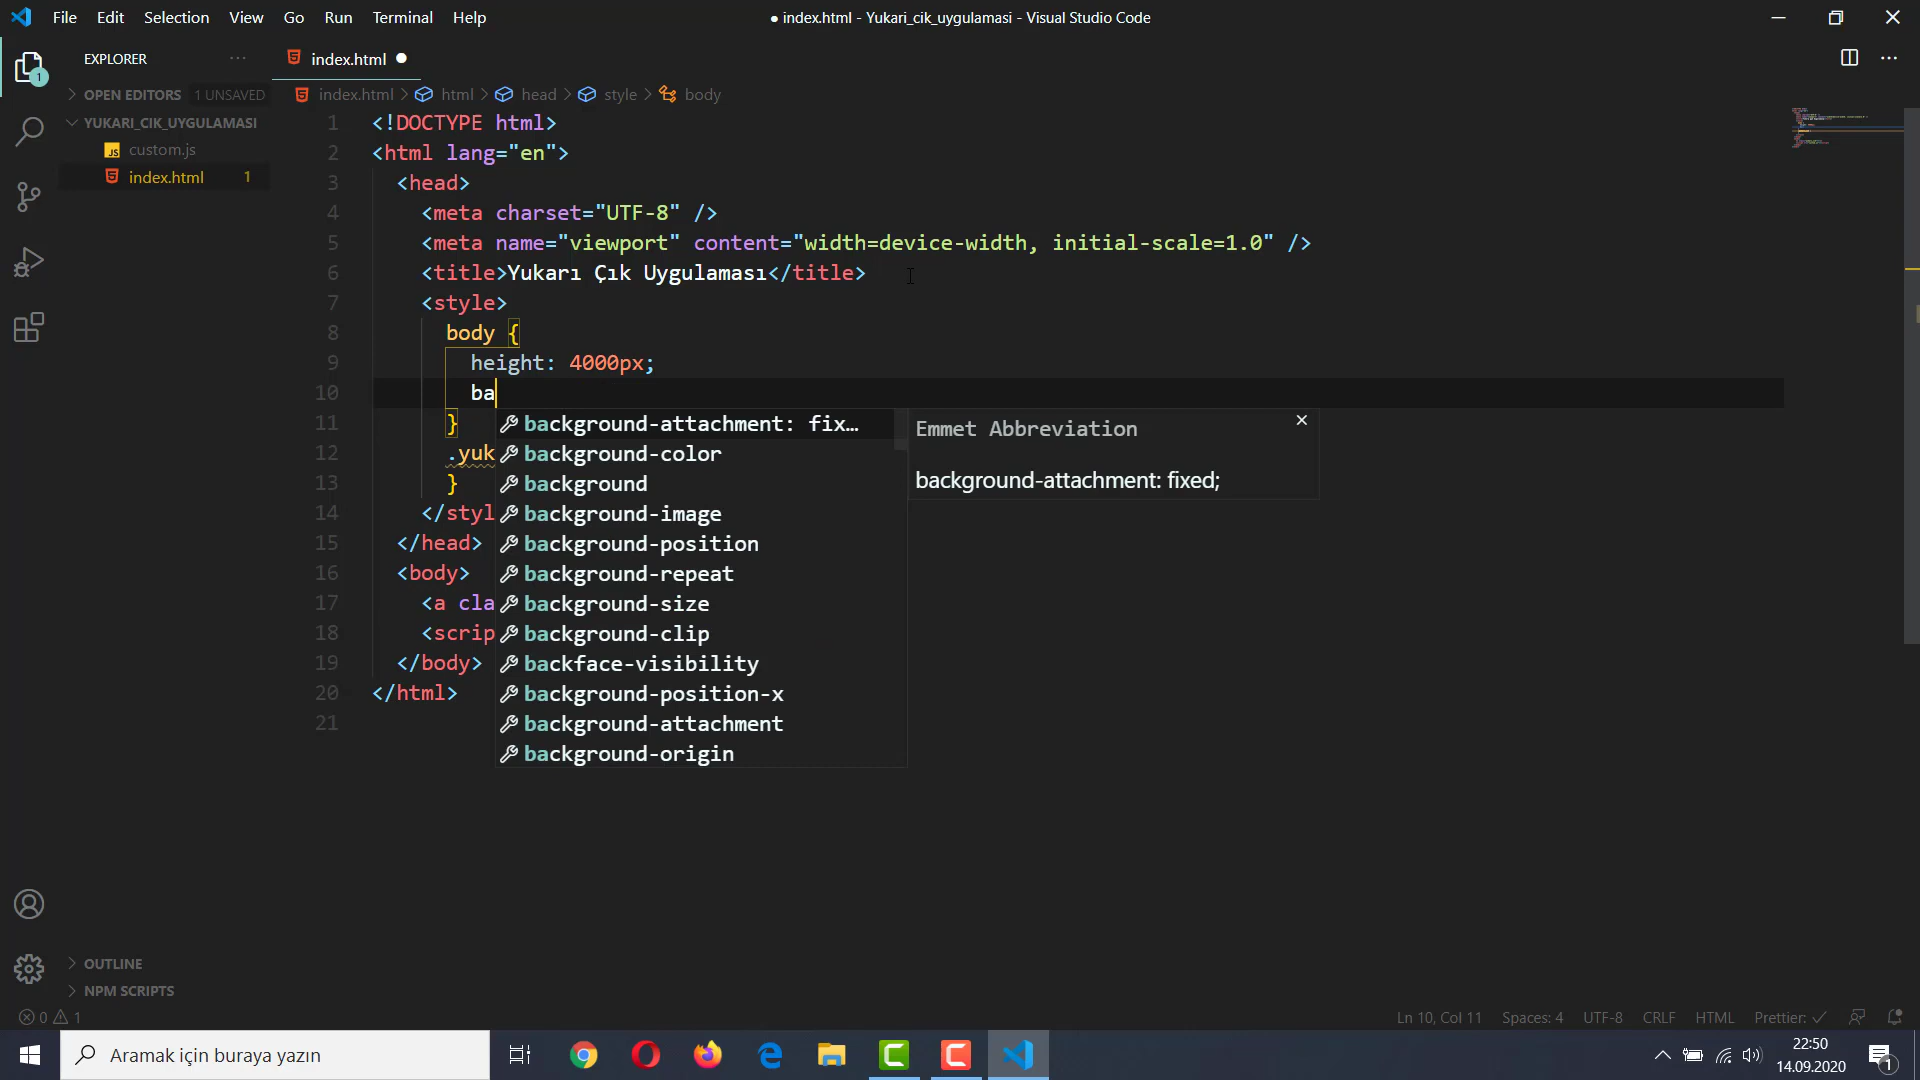 File Edit Selection View Go Run Terminal Help
● index.html - Yukari_cik_uygulamasi - Visual Studio Code
EXPLORER ···
index.html ●
OPEN EDITORS 1 UNSAVED
index.html > html > head > style > body
YUKARI_CIK_UYGULAMASI
JS custom.js
index.html 1
1 <!DOCTYPE html>
2 <html lang="en">
3 <head>
4 <meta charset="UTF-8" />
5 <meta name="viewport" content="width=device-width, initial-scale=1.0" />
6 <title>Yukarı Çık Uygulaması</title>
7 <style>
8 body {
9 height: 4000px;
10 ba
11 }
12 .yuk
13 }
14 </styl
15 </head>
16 <body>
17 <a cla
18 <scrip
19 </body>
20 </html>
21
background-attachment: fix…
background-color
background
background-image
background-position
background-repeat
background-size
background-clip
backface-visibility
background-position-x
background-attachment
background-origin
Emmet Abbreviation
background-attachment: fixed;
1
OUTLINE
NPM SCRIPTS
0 1
Ln 10, Col 11 Spaces: 4 UTF-8 CRLF HTML Prettier: ✓
Aramak için buraya yazın
22:50
14.09.2020
1